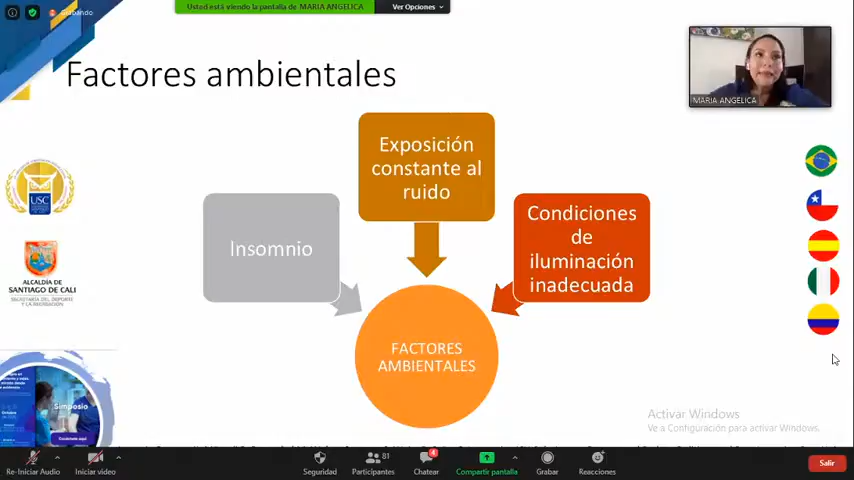 Grabando
Usted está viendo la pantalla de MARIA ANGELICA
Ver Opciones
Factores ambientales
MARIA ANGELICA
Exposición
constante al
ruido
Insomnio
Condiciones
de
iluminación
inadecuada
FACTORES
AMBIENTALES
USC
ALCALDÍA DE
SANTIAGO DE CALI
SECRETARÍA DEL DEPORTE
Y LA RECREACIÓN
Simposio
Activar Windows
Ve a Configuración para activar Windows.
Re-Iniciar Audio
Iniciar video
Seguridad
81
Participantes
4
Chatear
Compartir pantalla
Grabar
Reacciones
Salir